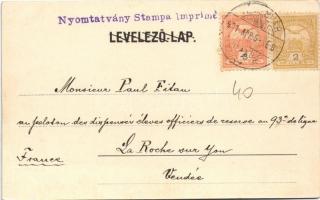 Nyomtatvány Stampa Imprimé
LEVELEZŐ-LAP.
Monsieur Paul Fitau
au peloton des dispensés élèves officiers de reserve au 93e de ligne
40
La Roche sur Yon
France
Vendée